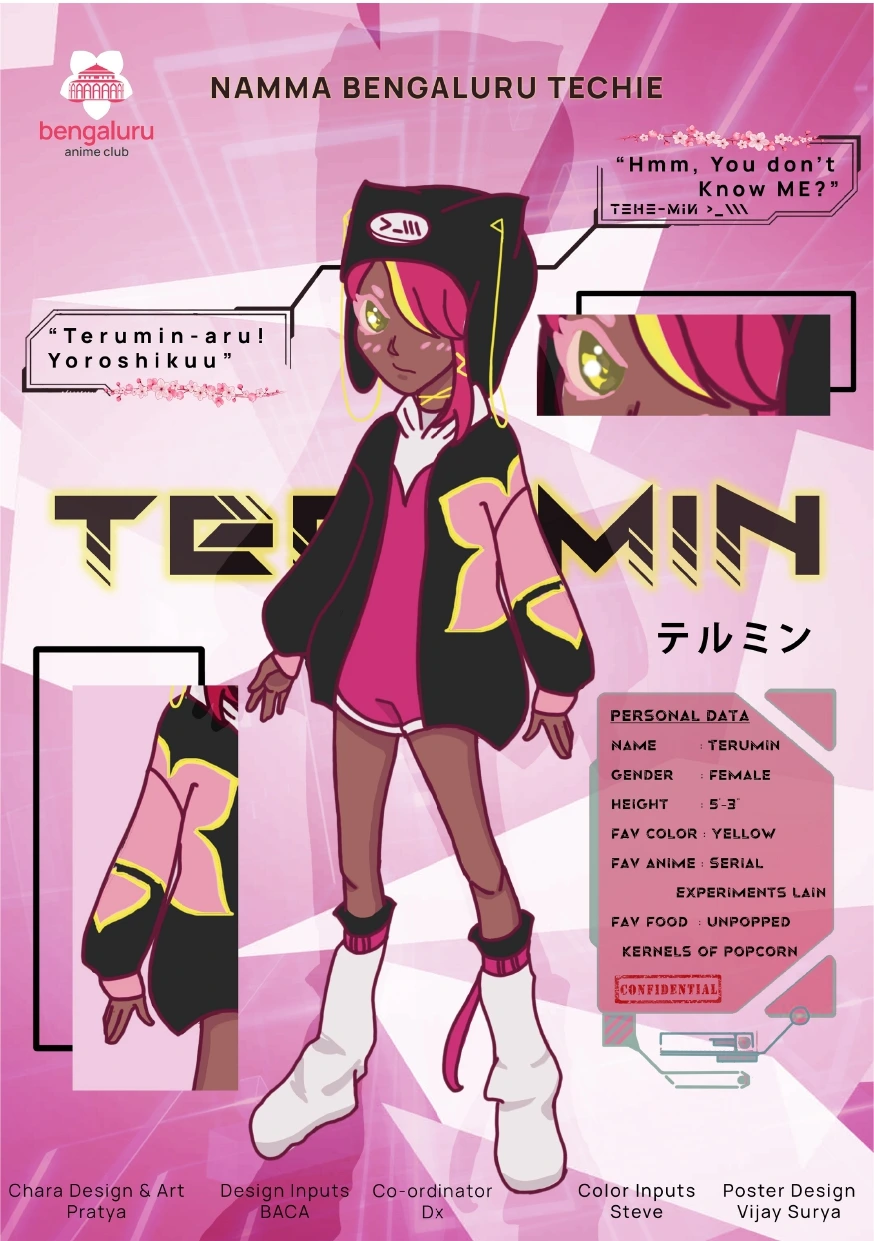 NAMMA BENGALURU TECHIE
bengaluru
anime club
“Hmm, You don't
Know ME?”
TEHE-MiN >_\\\
>_III
“Terumin-aru!
Yoroshikuu”
TERUMIN
テルミン
PERSONAL DATA
NAME : TERUMIN
GENDER : FEMALE
HEIGHT : 5'-3"
FAV COLOR : YELLOW
FAV ANIME : SERIAL
EXPERIMENTS LAIN
FAV FOOD : UNPOPPED
KERNELS OF POPCORN
CONFIDENTIAL
Chara Design & Art
Pratya
Design Inputs
BACA
Co-ordinator
Dx
Color Inputs
Steve
Poster Design
Vijay Surya